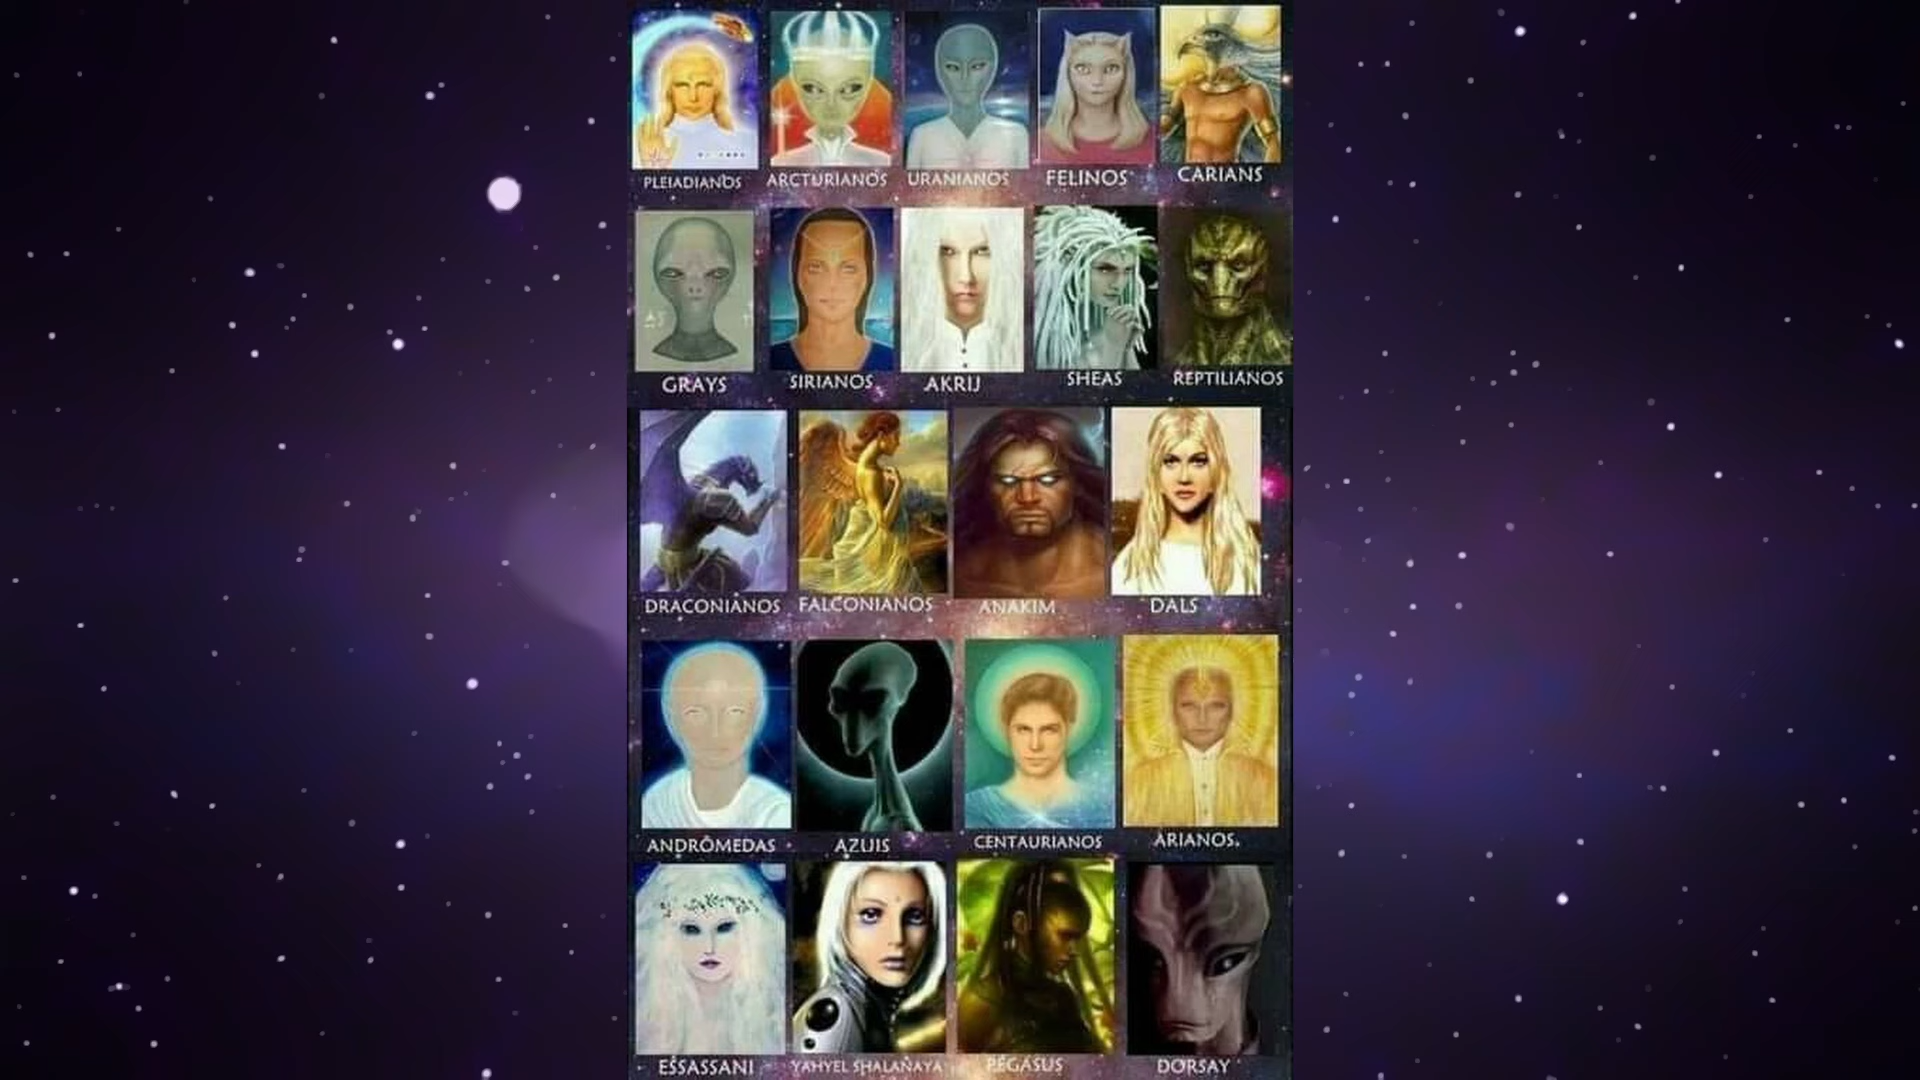 PLEIADIANOS
ARCTURIANOS
URANIANOS
FELINOS
CARIANS
GRAYS
SIRIANOS
AKRIJ
SHEAS
REPTILIANOS
DRACONIANOS
FALCONIANOS
ANAKIM
DALS
ANDRÔMEDAS
AZUIS
CENTAURIANOS
ARIANOS.
ESSASSANI
YAHYEL SHALANAYA
PEGASUS
DORSAY